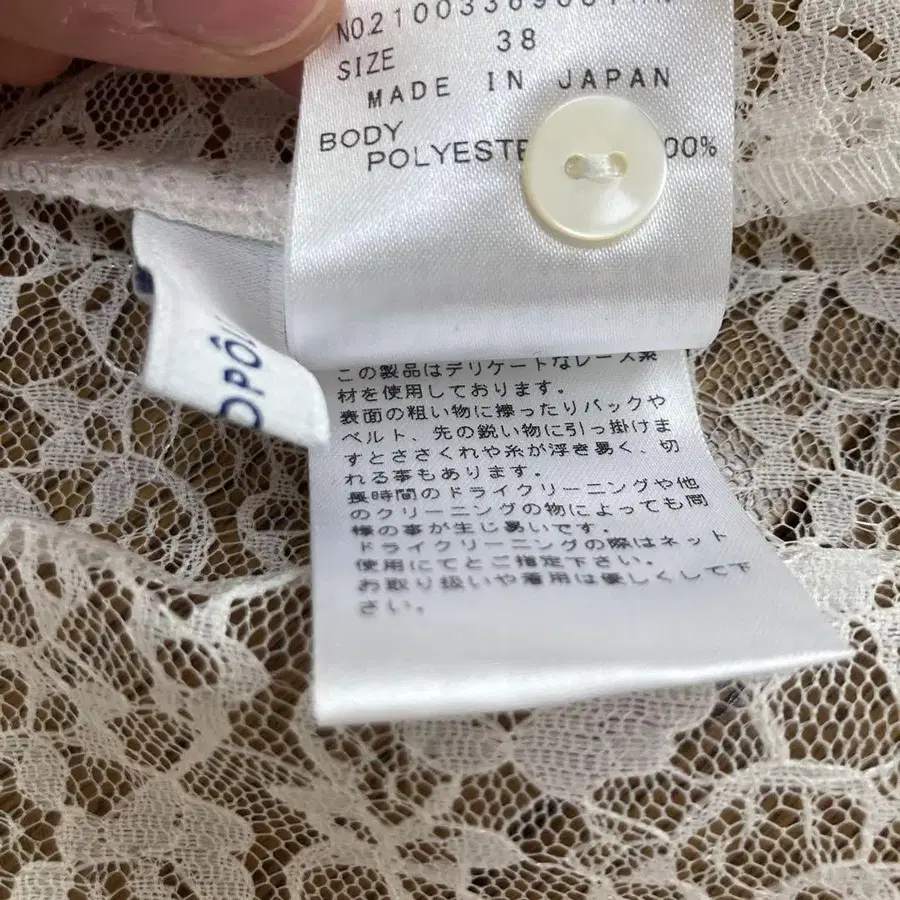 SIZE 38
MADE IN JAPAN
BODY
POLYESTE 00%
OPÔ
この製品はデリケートなレース素
材を使用しております。
表面の粗い物に擦ったりバックや
ベルト、先の鋭い物に引っ掛けま
すとささくれや糸が浮き易く、切
れる事もあります。
長時間のドライクリーニングや他
のクリーニングの物によっても同
様の事が生じ易いです。
ドライクリーニングの際はネット
使用にてとご指定下さい。
お取り扱いや着用は優しくして下
さい。